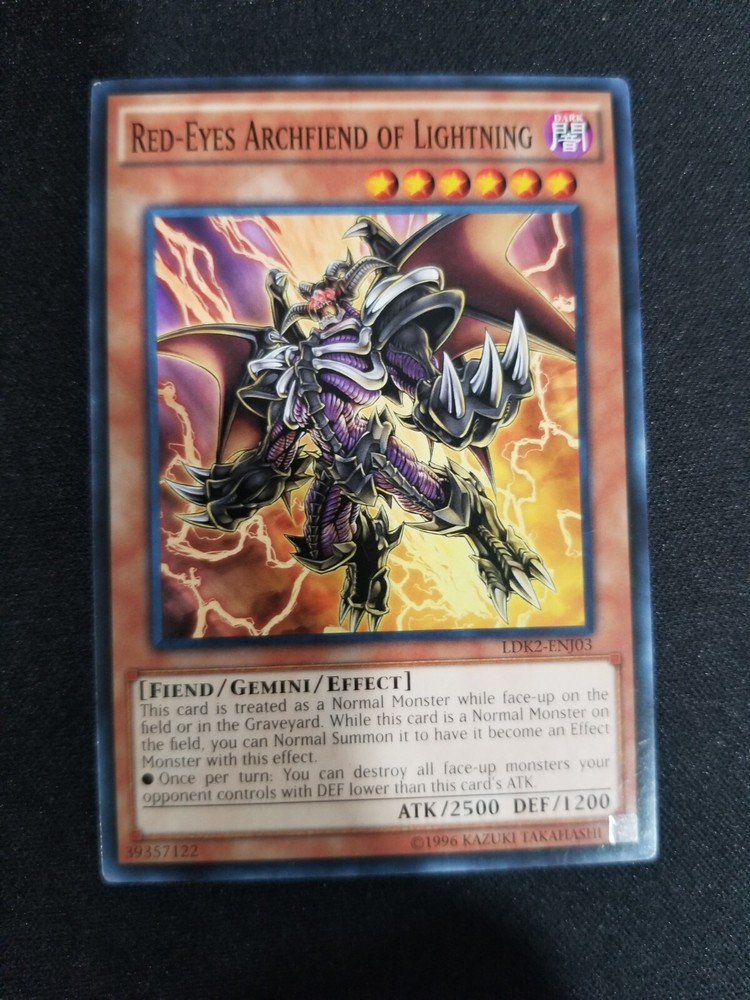 RED-EYES ARCHFIEND OF LIGHTNING
DARK
闇
LDK2-ENJ03
[FIEND/GEMINI/EFFECT]
This card is treated as a Normal Monster while face-up on the
field or in the Graveyard. While this card is a Normal Monster on
the field, you can Normal Summon it to have it become an Effect
Monster with this effect.
● Once per turn: You can destroy all face-up monsters your
opponent controls with DEF lower than this card's ATK.
ATK/2500 DEF/1200
39357122
©1996 KAZUKI TAKAHASHI